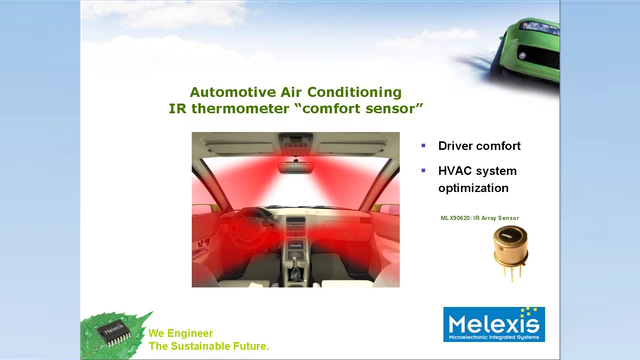 Automotive Air Conditioning
IR thermometer “comfort sensor”
Driver comfort
HVAC system
optimization
MLX90620: IR Array Sensor
Melexis
We Engineer
The Sustainable Future.
Melexis
Microelectronic Integrated Systems